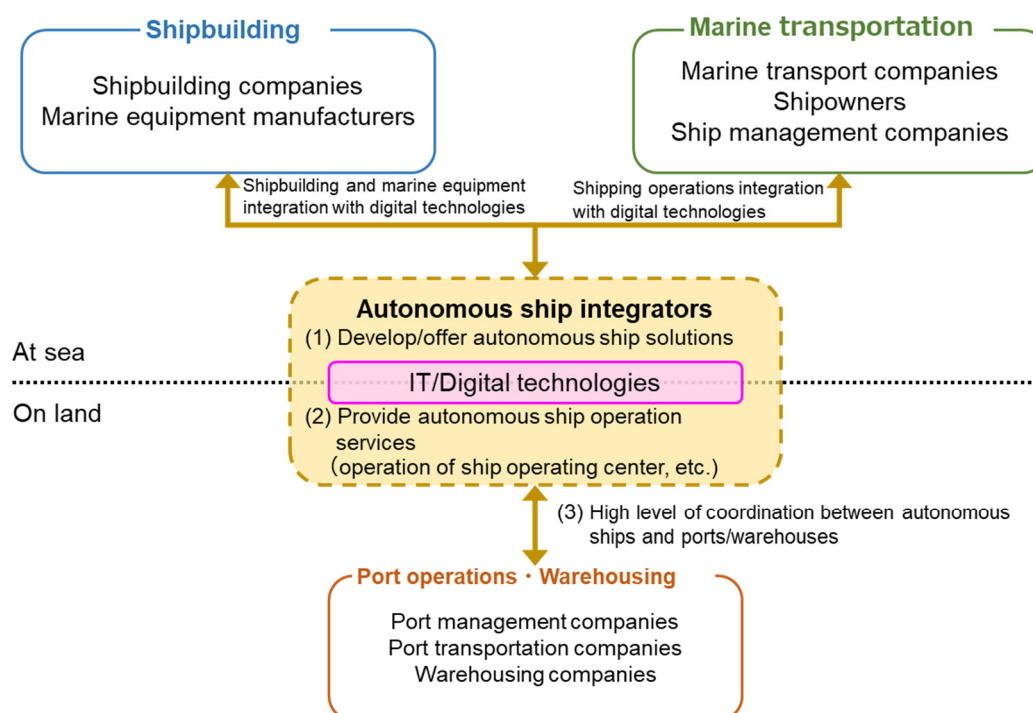 Shipbuilding
Shipbuilding companies
Marine equipment manufacturers
Marine transportation
Marine transport companies
Shipowners
Ship management companies
Shipbuilding and marine equipment
integration with digital technologies
Shipping operations integration
with digital technologies
Autonomous ship integrators
(1) Develop/offer autonomous ship solutions
At sea
IT/Digital technologies
On land
(2) Provide autonomous ship operation
services
(operation of ship operating center, etc.)
(3) High level of coordination between autonomous
ships and ports/warehouses
Port operations・Warehousing
Port management companies
Port transportation companies
Warehousing companies